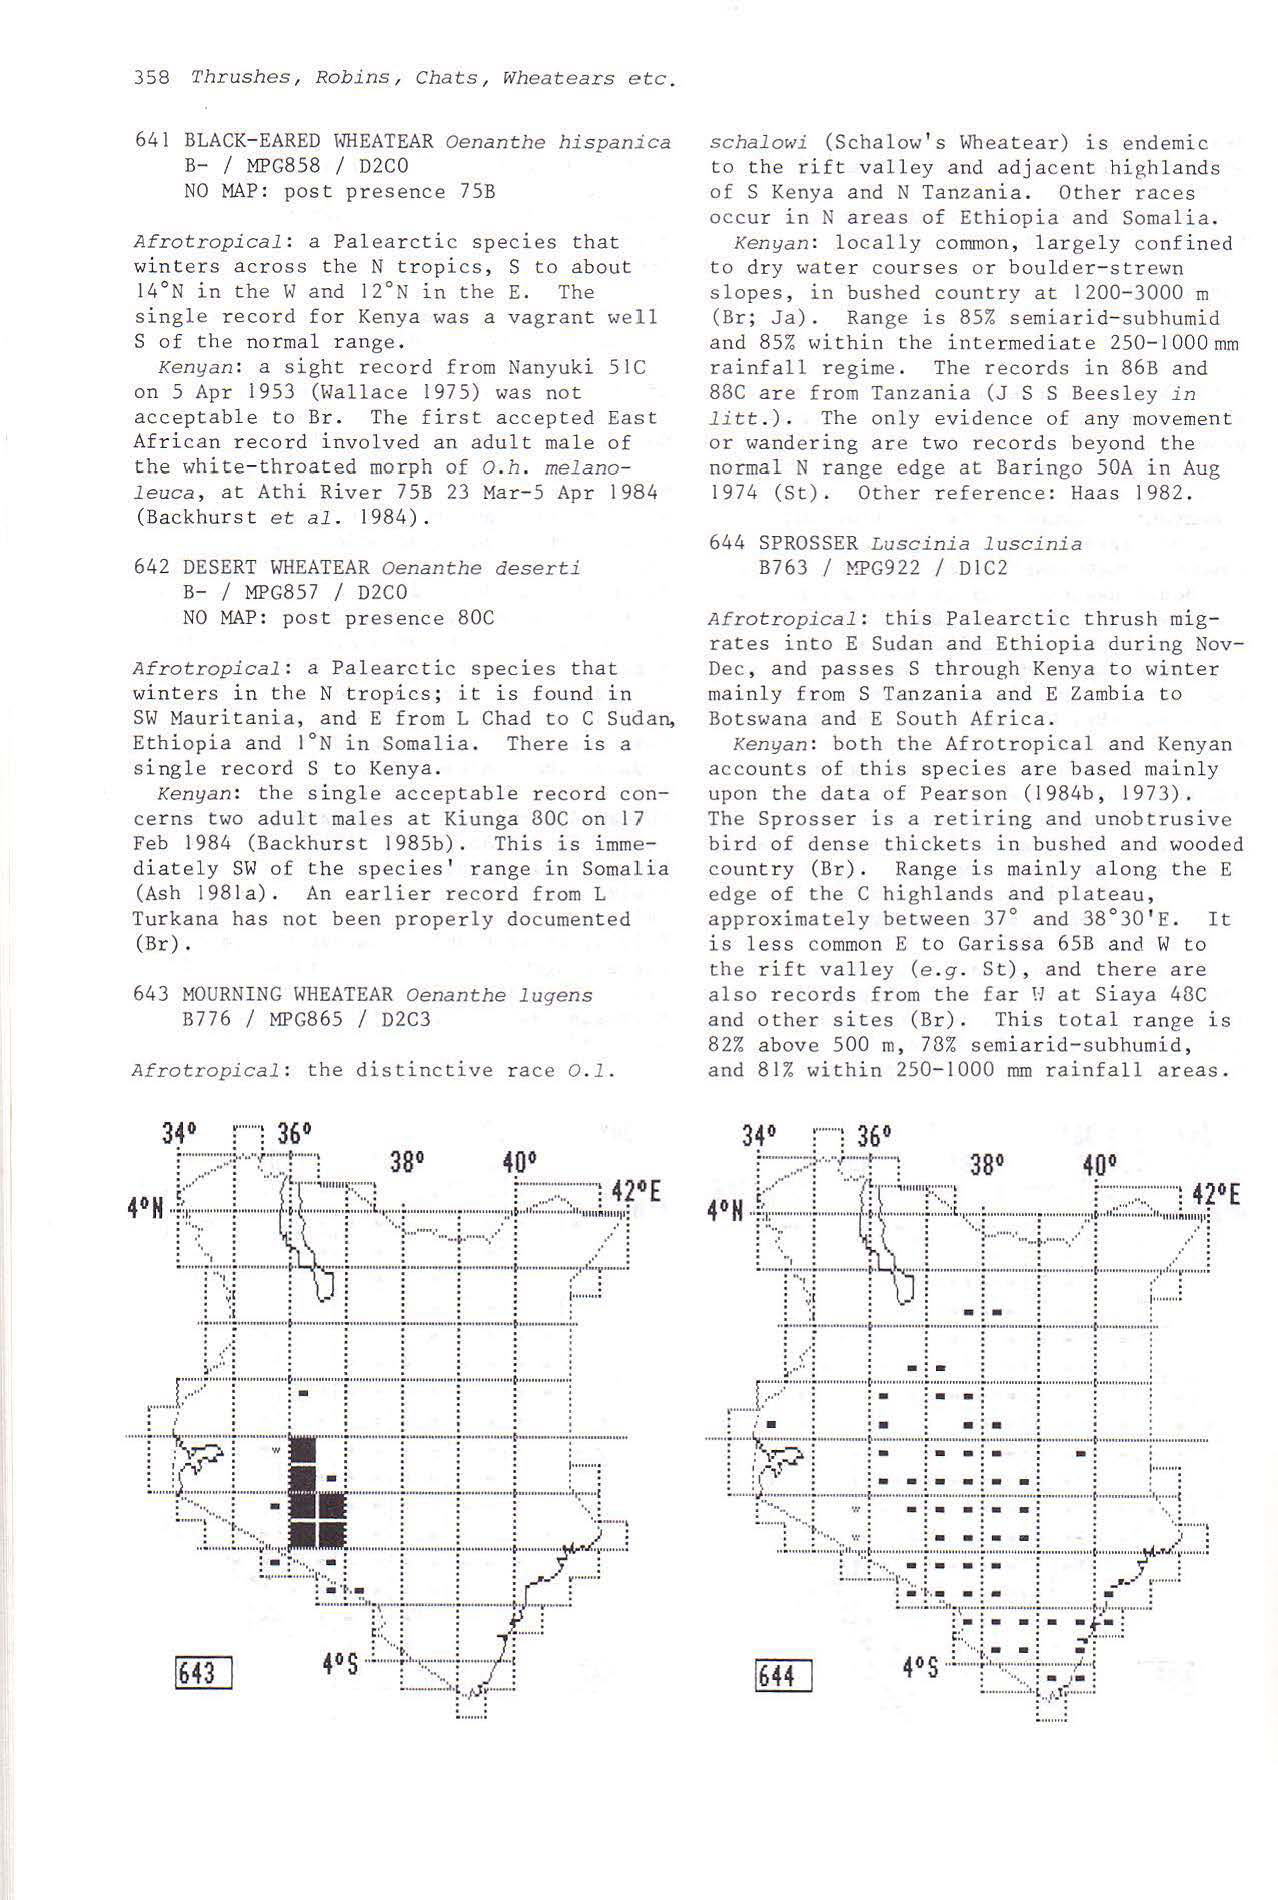 358 Thrushes, Robins, Chats, Wheatears etc.
641 BLACK-EARED WHEATEAR Oenanthe hispanica
B- / MPG858 / D2C0
NO MAP: post presence 75B
Afrotropical: a Palearctic species that
winters across the N tropics, S to about
14°N in the W and 12°N in the E. The
single record for Kenya was a vagrant well
S of the normal range.
Kenyan: a sight record from Nanyuki 51C
on 5 Apr 1953 (Wallace 1975) was not
acceptable to Br. The first accepted East
African record involved an adult male of
the white-throated morph of O.h. melano-
leuca, at Athi River 75B 23 Mar-5 Apr 1984
(Backhurst et al. 1984).
642 DESERT WHEATEAR Oenanthe deserti
B- / MPG857 / D2C0
NO MAP: post presence 80C
Afrotropical: a Palearctic species that
winters in the N tropics; it is found in
SW Mauritania, and E from L Chad to C Sudan,
Ethiopia and 1°N in Somalia. There is a
single record S to Kenya.
Kenyan: the single acceptable record con-
cerns two adult males at Kiunga 80C on 17
Feb 1984 (Backhurst 1985b). This is imme-
diately SW of the species' range in Somalia
(Ash 1981a). An earlier record from L
Turkana has not been properly documented
(Br).
643 MOURNING WHEATEAR Oenanthe lugens
B776 / MPG865 / D2C3
Afrotropical: the distinctive race O.l.
schalowi (Schalow's Wheatear) is endemic
to the rift valley and adjacent highlands
of S Kenya and N Tanzania. Other races
occur in N areas of Ethiopia and Somalia.
Kenyan: locally common, largely confined
to dry water courses or boulder-strewn
slopes, in bushed country at 1200-3000 m
(Br; Ja). Range is 85% semiarid-subhumid
and 85% within the intermediate 250-1000 mm
rainfall regime. The records in 86B and
88C are from Tanzania (J S S Beesley in
litt.). The only evidence of any movement
or wandering are two records beyond the
normal N range edge at Baringo 50A in Aug
1974 (St). Other reference: Haas 1982.
644 SPROSSER Luscinia luscinia
B763 / MPG922 / D1C2
Afrotropical: this Palearctic thrush mig-
rates into E Sudan and Ethiopia during Nov-
Dec, and passes S through Kenya to winter
mainly from S Tanzania and E Zambia to
Botswana and E South Africa.
Kenyan: both the Afrotropical and Kenyan
accounts of this species are based mainly
upon the data of Pearson (1984b, 1973).
The Sprosser is a retiring and unobtrusive
bird of dense thickets in bushed and wooded
country (Br). Range is mainly along the E
edge of the C highlands and plateau,
approximately between 37° and 38°30'E. It
is less common E to Garissa 65B and W to
the rift valley (e.g. St), and there are
also records from the far W at Siaya 48C
and other sites (Br). This total range is
82% above 500 m, 78% semiarid-subhumid,
and 81% within 250-1000 mm rainfall areas.
34° 36°
38° 40°
42°E
4°N
W
4°S
643
34° 36°
38° 40°
42°E
4°N
W
W
4°S
644